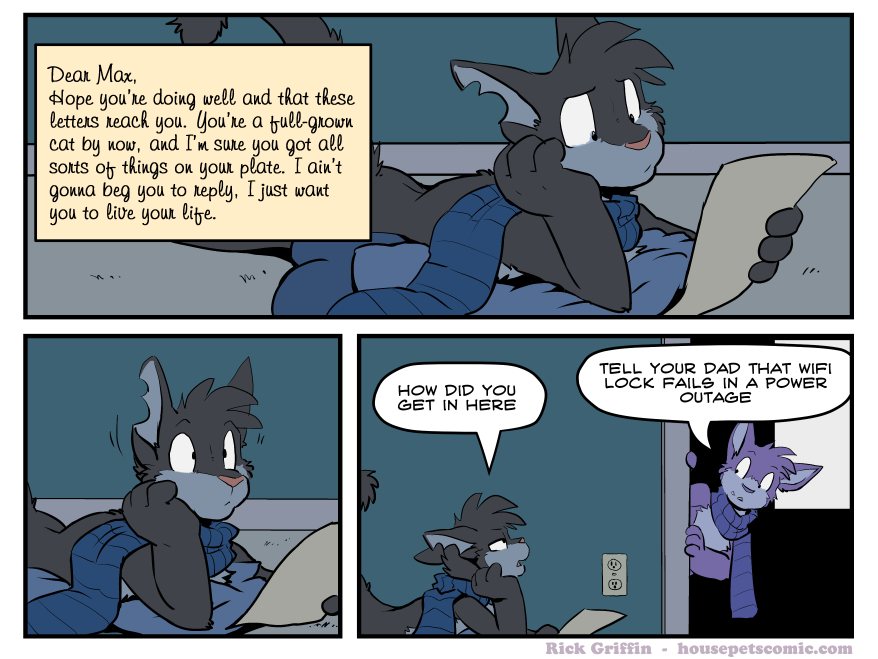 Dear Max,
Hope you're doing well and that these
letters reach you. You're a full-grown
cat by now, and I'm sure you got all
sorts of things on your plate. I ain't
gonna beg you to reply, I just want
you to live your life.
HOW DID YOU
GET IN HERE
TELL YOUR DAD THAT WIFI
LOCK FAILS IN A POWER
OUTAGE
Rick Griffin - housepetscomic.com